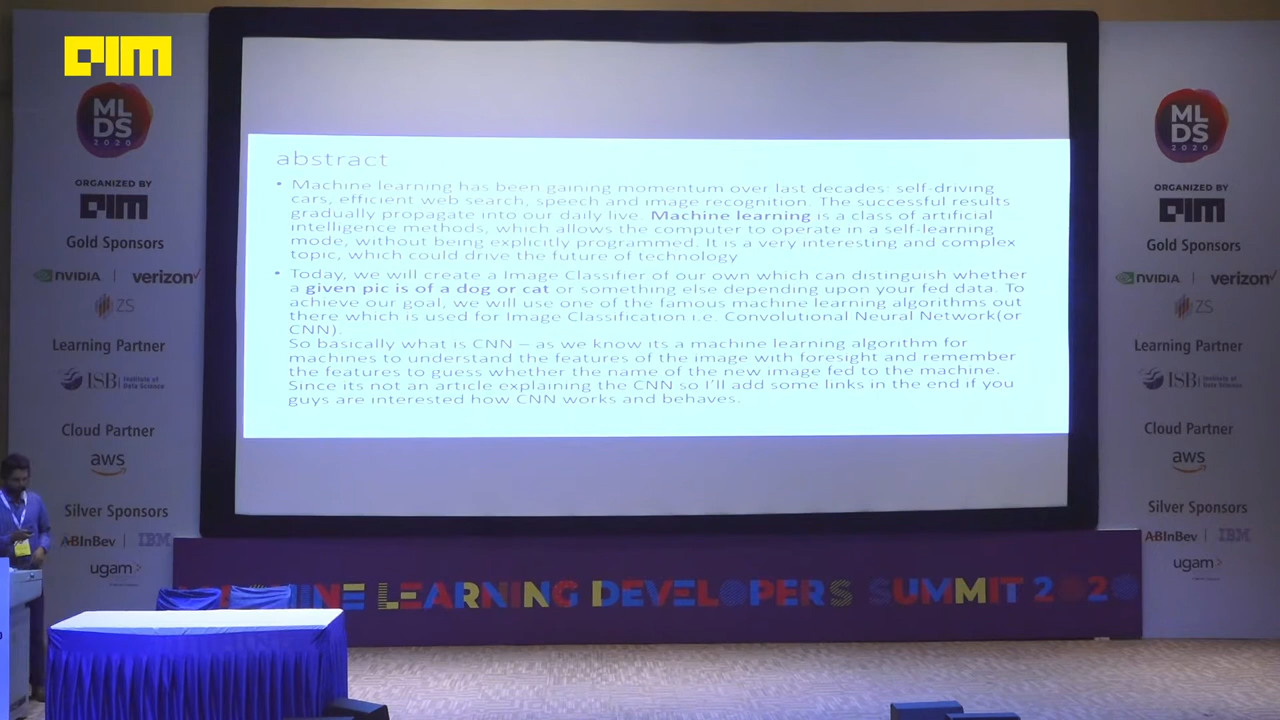 AIM
ML
DS
2020
ORGANIZED BY
AIM
Gold Sponsors
NVIDIA
verizon
ZS
Learning Partner
ISB
Institute of
Data Science
Cloud Partner
aws
Silver Sponsors
ABInBev
IBM
ugam
abstract
• Machine learning has been gaining momentum over last decades: self-driving
cars, efficient web search, speech and image recognition. The successful results
gradually propagate into our daily live. Machine learning is a class of artificial
intelligence methods, which allows the computer to operate in a self-learning
mode, without being explicitly programmed. It is a very interesting and complex
topic, which could drive the future of technology
• Today, we will create a Image Classifier of our own which can distinguish whether
a given pic is of a dog or cat or something else depending upon your fed data. To
achieve our goal, we will use one of the famous machine learning algorithms out
there which is used for Image Classification i.e. Convolutional Neural Network(or
CNN).
So basically what is CNN – as we know its a machine learning algorithm for
machines to understand the features of the image with foresight and remember
the features to guess whether the name of the new image fed to the machine.
Since its not an article explaining the CNN so I'll add some links in the end if you
guys are interested how CNN works and behaves.
ML
DS
2020
ORGANIZED BY
AIM
Gold Sponsors
NVIDIA
verizon
ZS
Learning Partner
ISB
Institute of
Data Science
Cloud Partner
aws
Silver Sponsors
ABInBev
IBM
ugam
LEARNING DEVELOPERS SUMMIT 2020